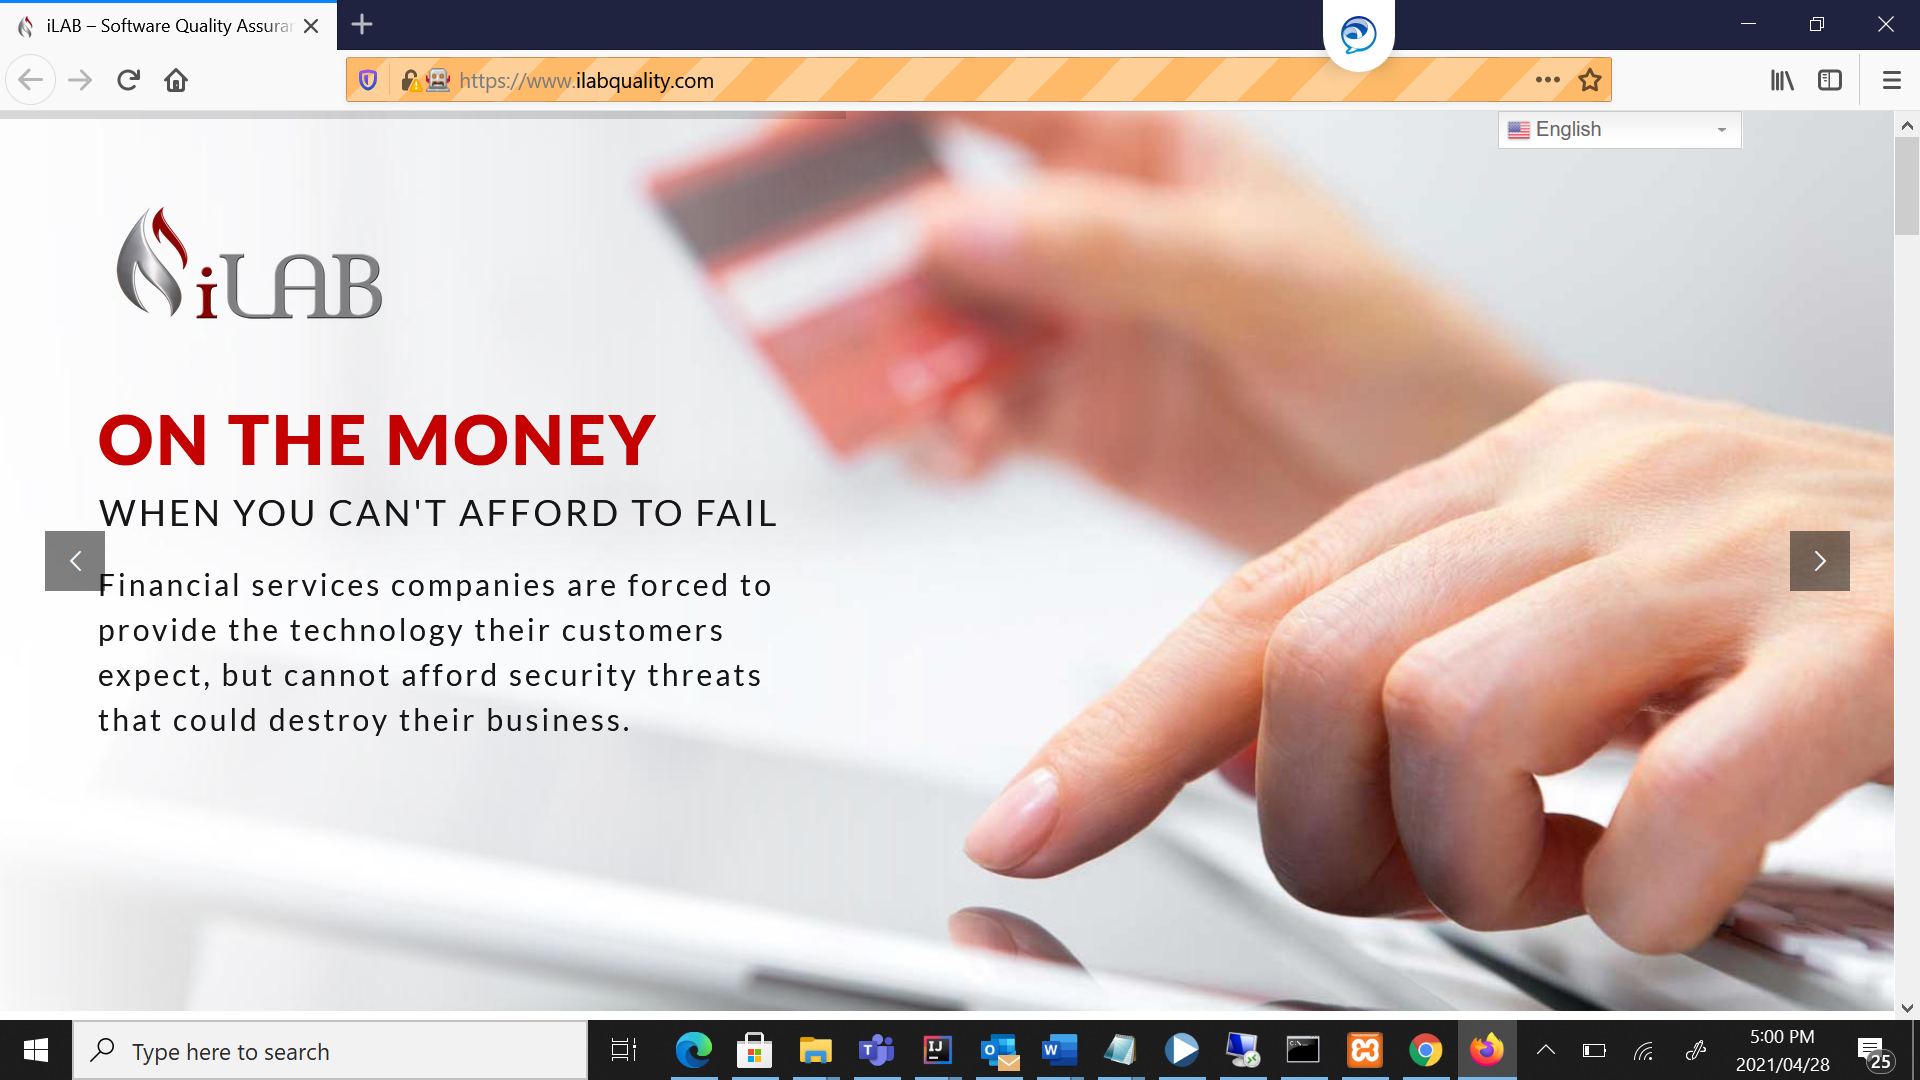 iLAB – Software Quality Assura
https://www.ilabquality.com
English
iLAB
ON THE MONEY
WHEN YOU CAN'T AFFORD TO FAIL
Financial services companies are forced to
provide the technology their customers
expect, but cannot afford security threats
that could destroy their business.
Type here to search
5:00 PM
2021/04/28
25